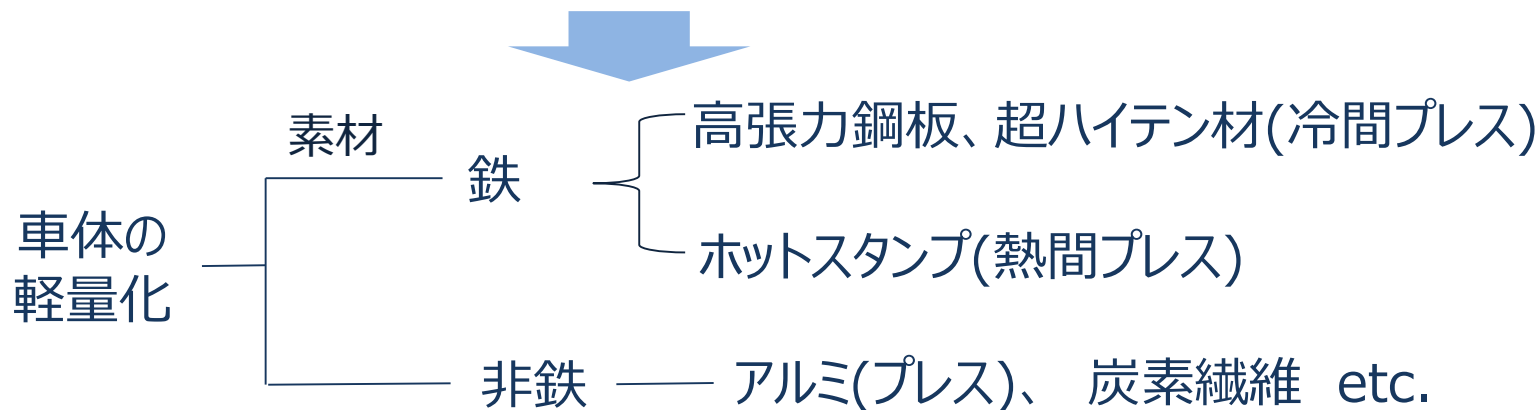 高張力鋼板、超ハイテン材(冷間プレス)
素材
鉄
車体の
軽量化
ホットスタンプ(熱間プレス)
非鉄
アルミ(プレス)、 炭素繊維 etc.